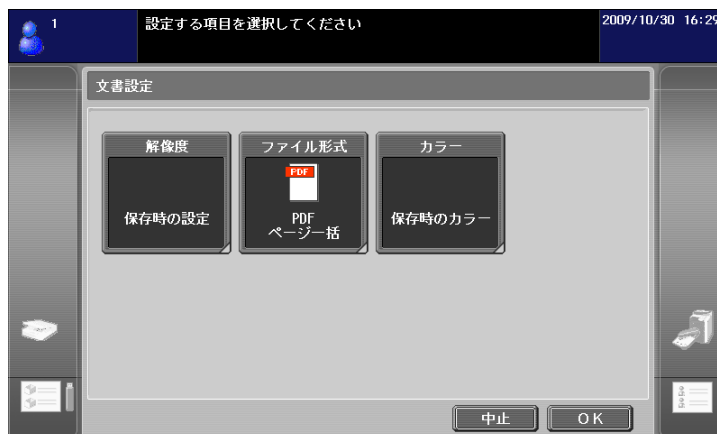 1
設定する項目を選択してください
2009/10/30 16:29
文書設定
解像度
ファイル形式
カラー
PDF
保存時の設定
PDF
ページ一括
保存時のカラー
中止
OK